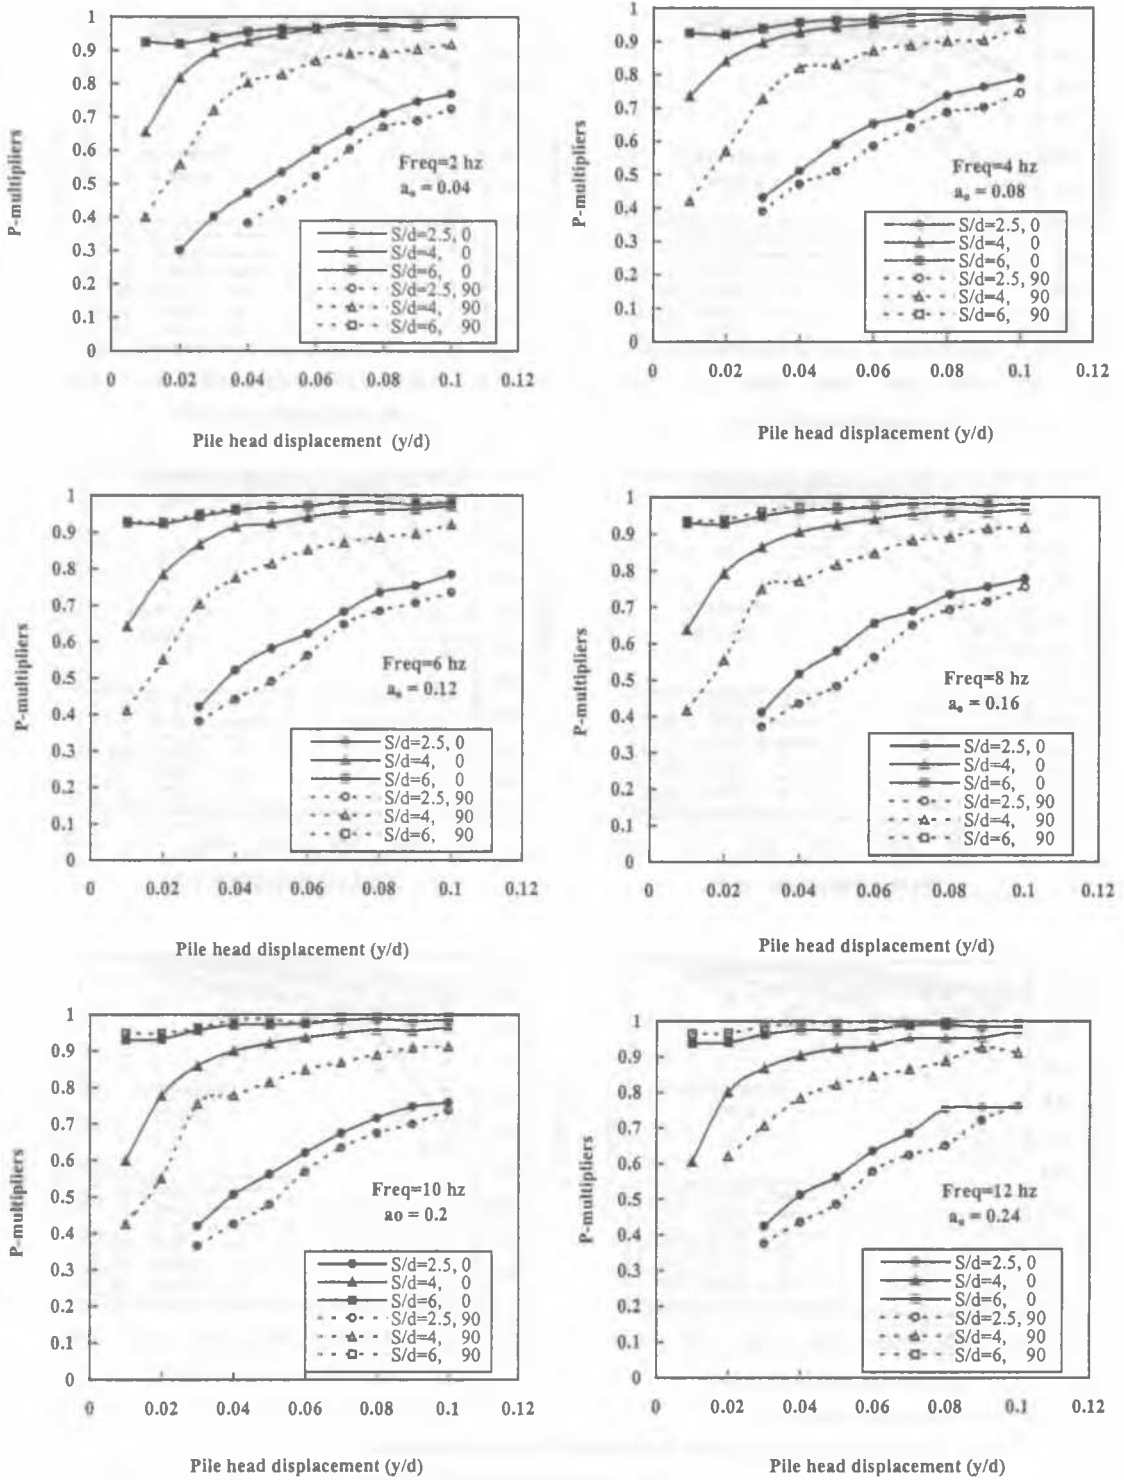 P-multipliers
1
0.9
0.8
0.7
0.6
0.5
0.4
0.3
0.2
0.1
0
Freq=2 hz
aₒ = 0.04
S/d=2.5, 0
S/d=4, 0
S/d=6, 0
S/d=2.5, 90
S/d=4, 90
S/d=6, 90
0 0.02 0.04 0.06 0.08 0.1 0.12
Pile head displacement (y/d)
P-multipliers
1
0.9
0.8
0.7
0.6
0.5
0.4
0.3
0.2
0.1
0
Freq=4 hz
aₒ = 0.08
S/d=2.5, 0
S/d=4, 0
S/d=6, 0
S/d=2.5, 90
S/d=4, 90
S/d=6, 90
0 0.02 0.04 0.06 0.08 0.1 0.12
Pile head displacement (y/d)
P-multipliers
1
0.9
0.8
0.7
0.6
0.5
0.4
0.3
0.2
0.1
0
Freq=6 hz
aₒ = 0.12
S/d=2.5, 0
S/d=4, 0
S/d=6, 0
S/d=2.5, 90
S/d=4, 90
S/d=6, 90
0 0.02 0.04 0.06 0.08 0.1 0.12
Pile head displacement (y/d)
P-multipliers
1
0.9
0.8
0.7
0.6
0.5
0.4
0.3
0.2
0.1
0
Freq=8 hz
aₒ = 0.16
S/d=2.5, 0
S/d=4, 0
S/d=6, 0
S/d=2.5, 90
S/d=4, 90
S/d=6, 90
0 0.02 0.04 0.06 0.08 0.1 0.12
Pile head displacement (y/d)
P-multipliers
1
0.9
0.8
0.7
0.6
0.5
0.4
0.3
0.2
0.1
0
Freq=10 hz
ao = 0.2
S/d=2.5, 0
S/d=4, 0
S/d=6, 0
S/d=2.5, 90
S/d=4, 90
S/d=6, 90
0 0.02 0.04 0.06 0.08 0.1 0.12
Pile head displacement (y/d)
P-multipliers
1
0.9
0.8
0.7
0.6
0.5
0.4
0.3
0.2
0.1
0
Freq=12 hz
aₒ = 0.24
S/d=2.5, 0
S/d=4, 0
S/d=6, 0
S/d=2.5, 90
S/d=4, 90
S/d=6, 90
0 0.02 0.04 0.06 0.08 0.1 0.12
Pile head displacement (y/d)